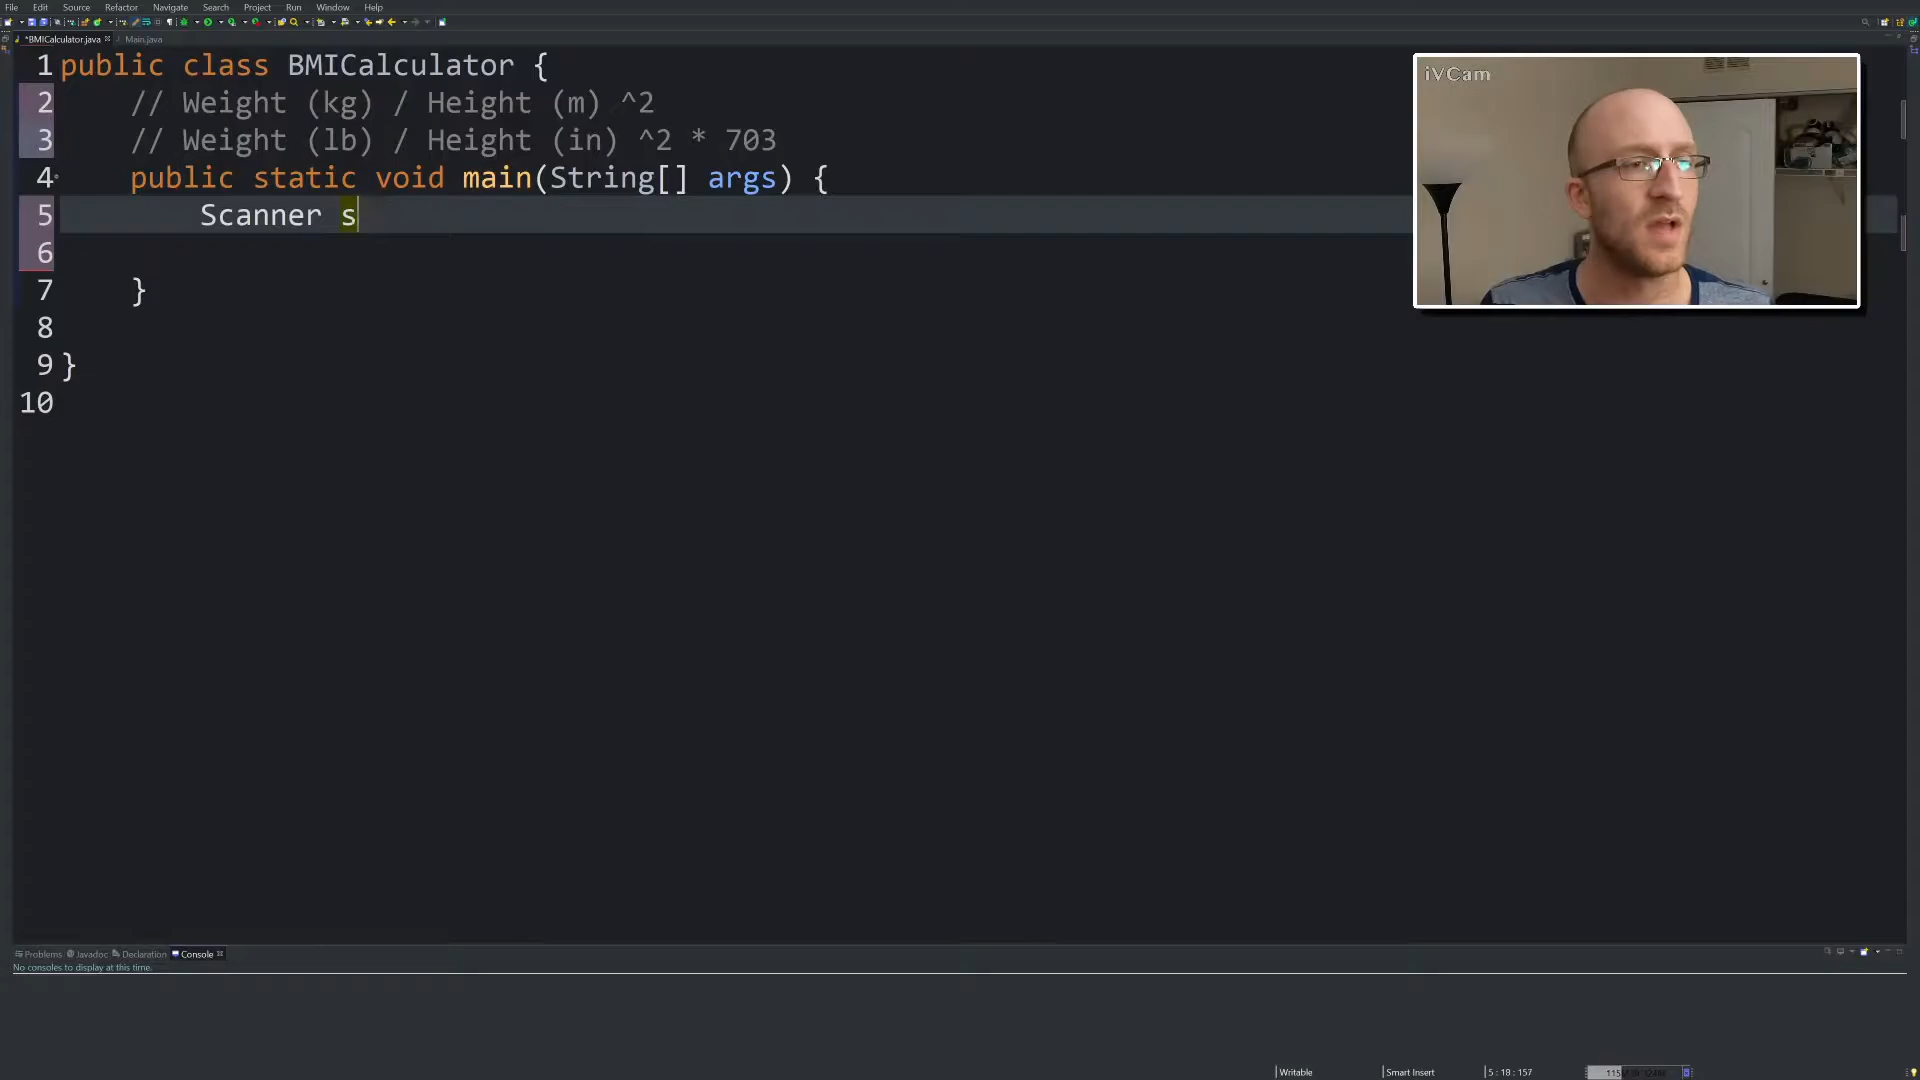 File Edit Source Refactor Navigate Search Project Run Window Help
*BMICalculator.java Main.java
1 public class BMICalculator {
2 // Weight (kg) / Height (m) ^2
3 // Weight (lb) / Height (in) ^2 * 703
4 public static void main(String[] args) {
5 Scanner s
6
7 }
8
9 }
10
iVCam
Problems Javadoc Declaration Console
No consoles to display at this time.
Writable Smart Insert 5 : 18 : 157